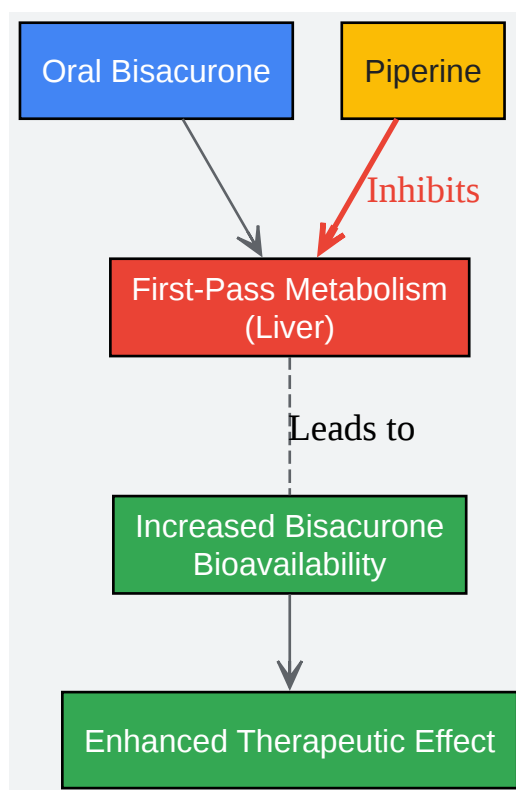 Oral Bisacurone
Piperine
Inhibits
First-Pass Metabolism
(Liver)
Leads to
Increased Bisacurone
Bioavailability
Enhanced Therapeutic Effect